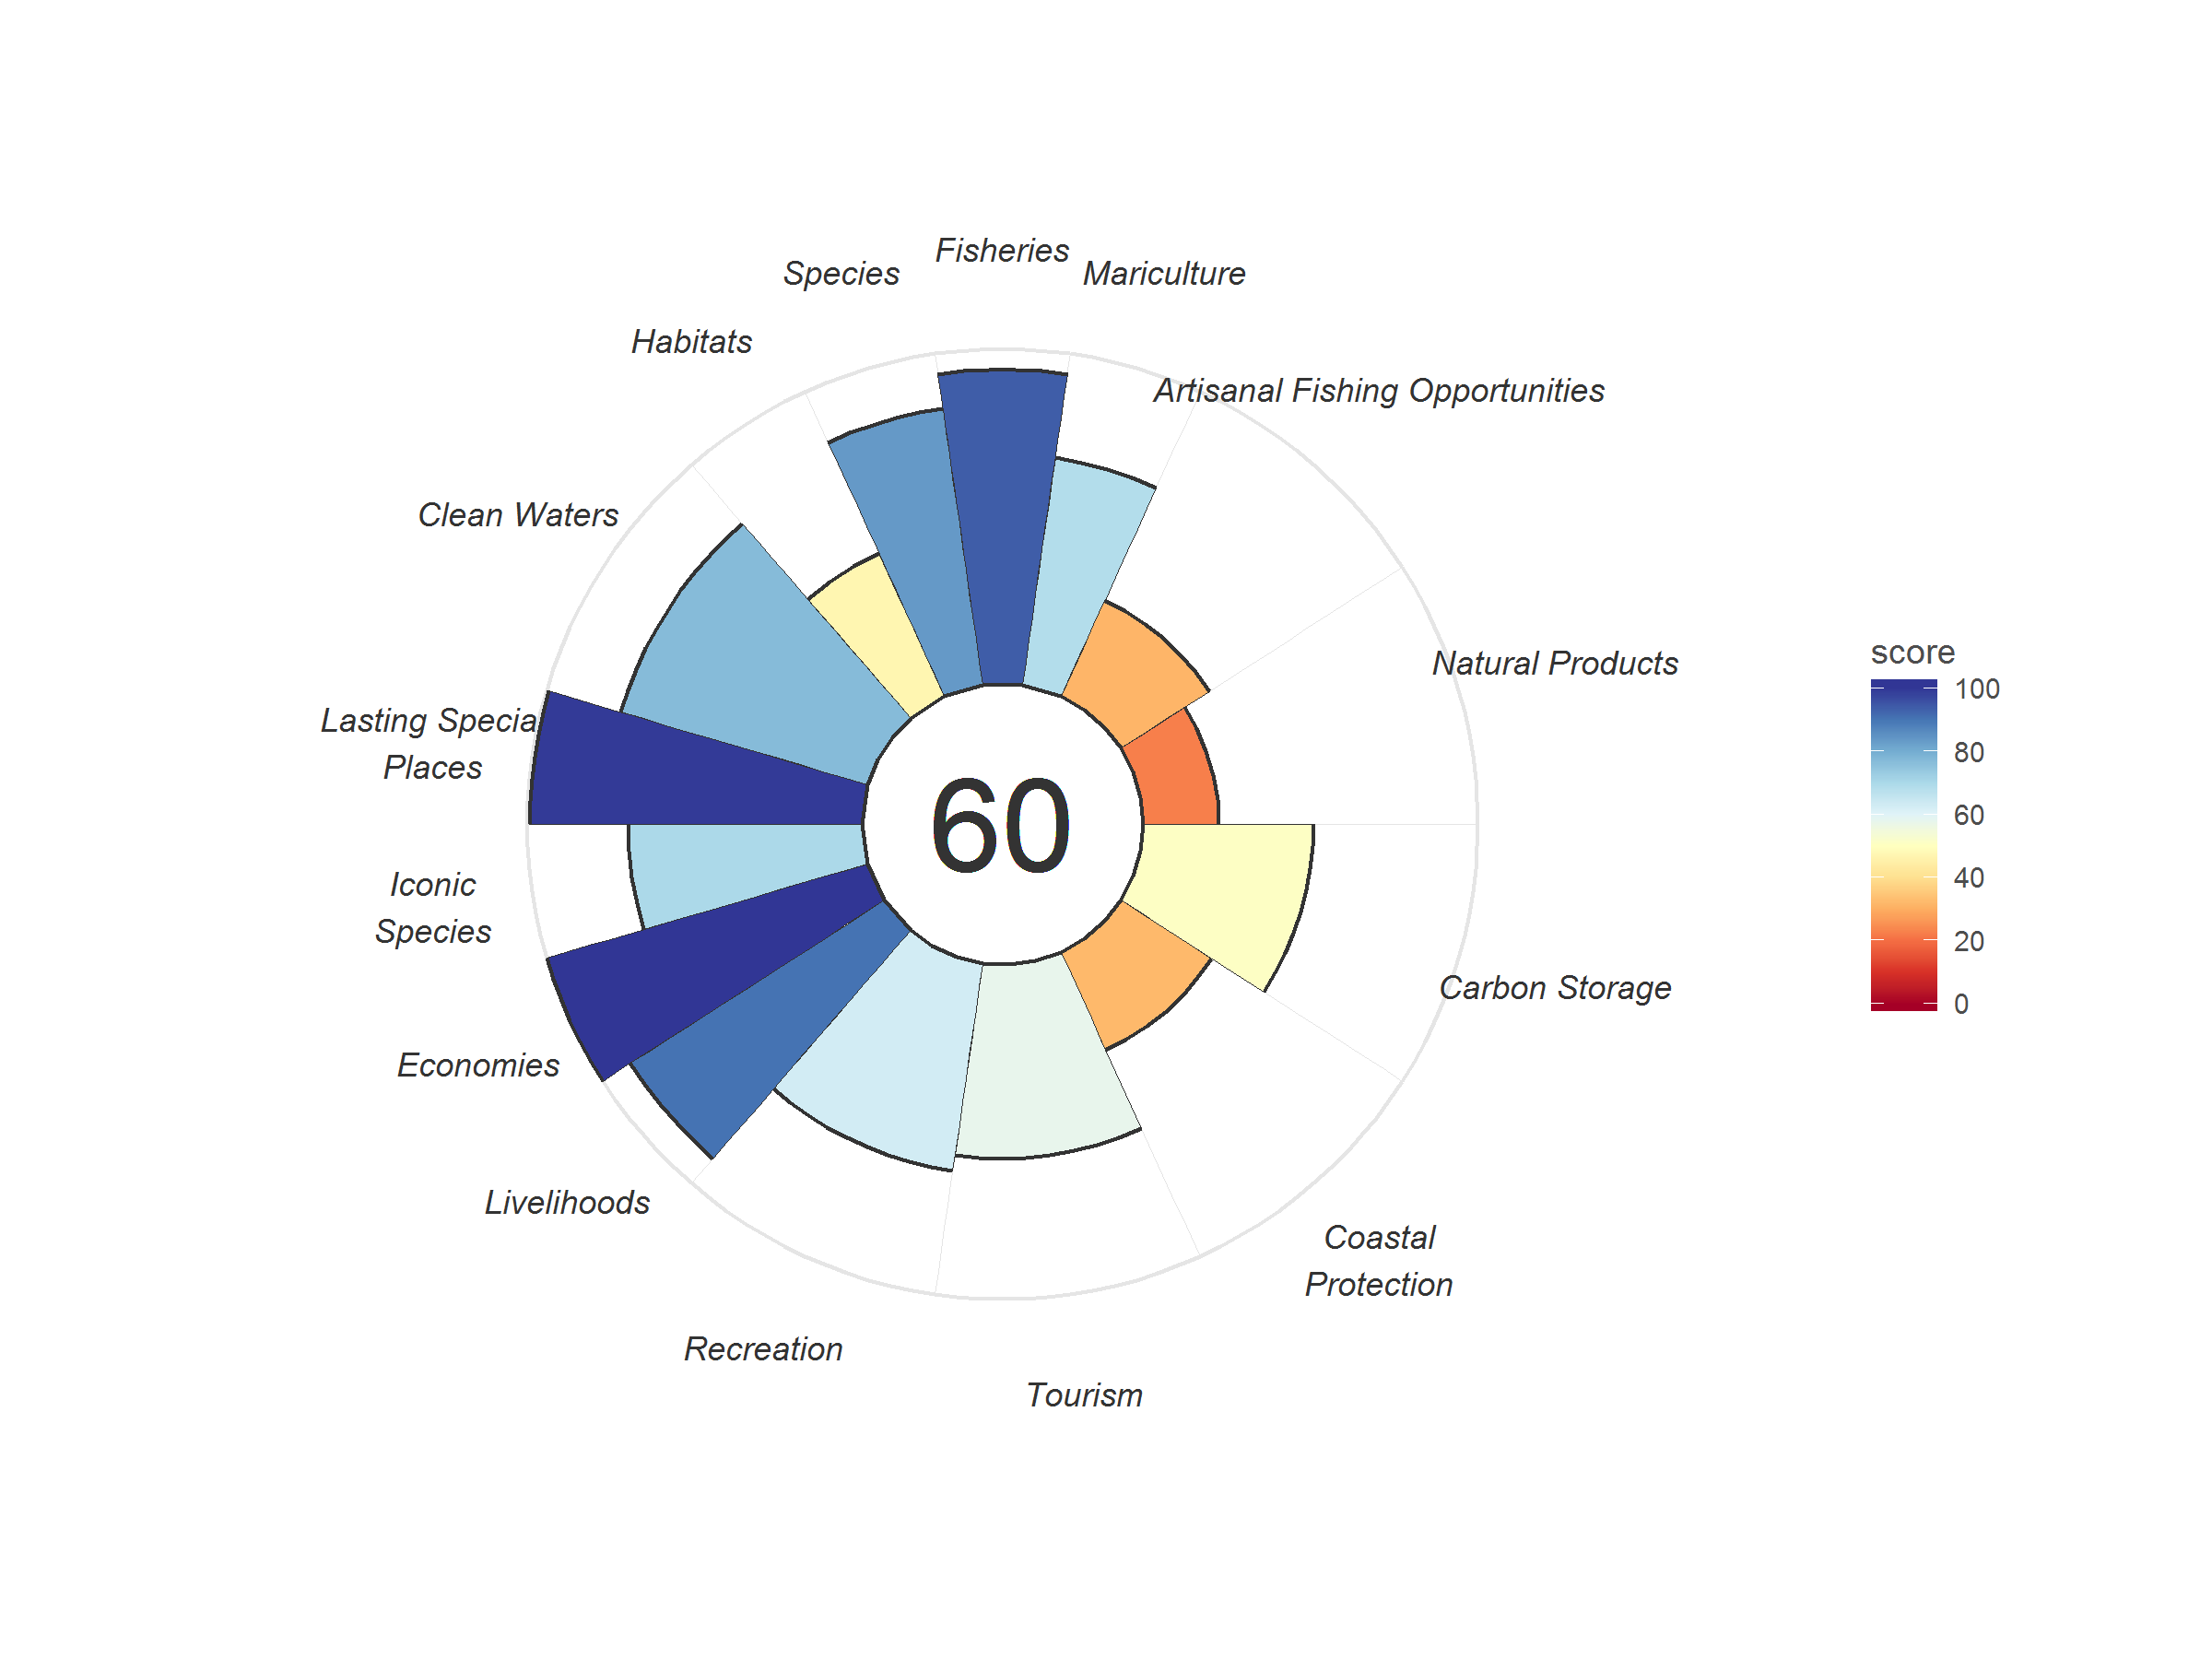 Fisheries
Species
Mariculture
Habitats
Artisanal Fishing Opportunities
Clean Waters
Natural Products
score
Lasting Specia
Places
100
80
60
40
20
0
60
Iconic
Species
Carbon Storage
Economies
Livelihoods
Coastal
Protection
Recreation
Tourism